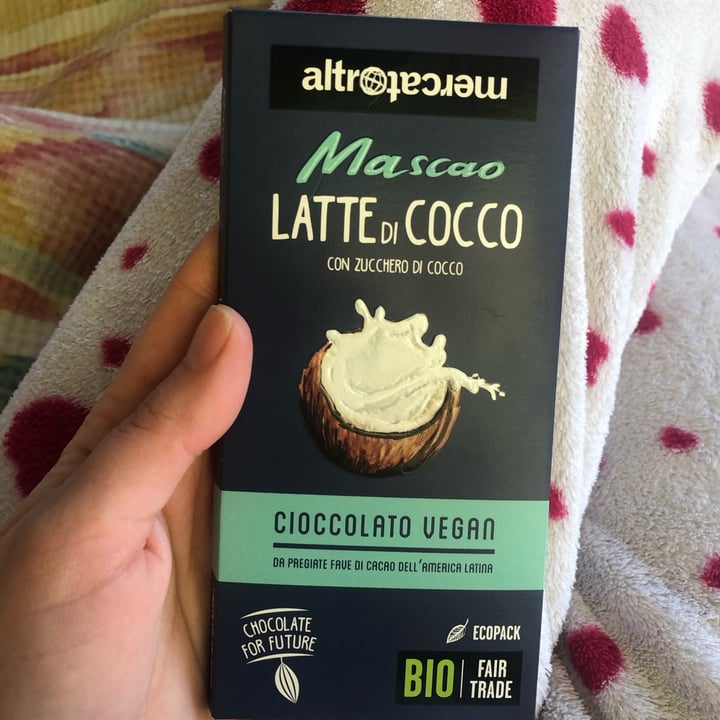 altromercato
Mascao
LATTE DI COCCO
CON ZUCCHERO DI COCCO
CIOCCOLATO VEGAN
DA PREGIATE FAVE DI CACAO DELL'AMERICA LATINA
CHOCOLATE
FOR FUTURE
ECOPACK
BIO | FAIR
TRADE